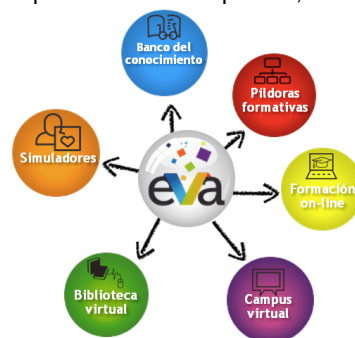 Banco del
conocimiento
Píldoras
formativas
Simuladores
eva
Formación
on-line
Biblioteca
virtual
Campus
virtual